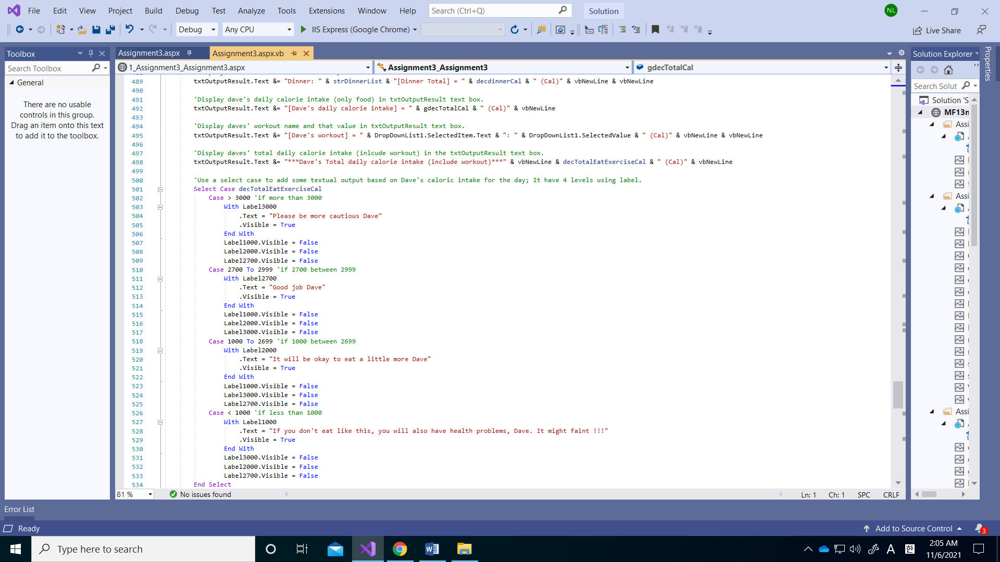 File Edit View Project Build Debug Test Analyze Tools Extensions Window Help Search (Ctrl+Q) Solution NL
Debug Any CPU IIS Express (Google Chrome) Live Share
Toolbox
Search Toolbox
General
There are no usable
controls in this group.
Drag an item onto this text
to add it to the toolbox.
Assignment3.aspx Assignment3.aspx.vb
1_Assignment3_Assignment3.aspx Assignment3_Assignment3 gdecTotalCal
489 txtOutputResult.Text &= "Dinner: " & strDinnerList & "[Dinner Total] = " & decdinnerCal & " (Cal)" & vbNewLine & vbNewLine
490
491 'Display dave's daily calorie intake (only food) in txtOutputResult text box.
492 txtOutputResult.Text &= "[Dave's daily calorie intake] = " & gdecTotalCal & " (Cal)" & vbNewLine
493
494 'Display daves' workout name and that value in txtOutputResult text box.
495 txtOutputResult.Text &= "[Dave's workout] = " & DropDownList1.SelectedItem.Text & ": " & DropDownList1.SelectedValue & " (Cal)" & vbNewLine & vbNewLine
496
497 'Display daves' total daily calorie intake (inlcude workout) in the txtOutputResult text box.
498 txtOutputResult.Text &= "***Dave's Total daily calorie intake (include workout)***" & vbNewLine & decTotalEatExerciseCal & " (Cal)" & vbNewLine
499
500 'Use a select case to add some textual output based on Dave's caloric intake for the day; It have 4 levels using label.
501 Select Case decTotalEatExerciseCal
502 Case > 3000 'if more than 3000
503 With Label3000
504 .Text = "Please be more cautious Dave"
505 .Visible = True
506 End With
507 Label1000.Visible = False
508 Label2000.Visible = False
509 Label2700.Visible = False
510 Case 2700 To 2999 'if 2700 between 2999
511 With Label2700
512 .Text = "Good job Dave"
513 .Visible = True
514 End With
515 Label1000.Visible = False
516 Label2000.Visible = False
517 Label3000.Visible = False
518 Case 1000 To 2699 'if 1000 between 2699
519 With Label2000
520 .Text = "It will be okay to eat a little more Dave"
521 .Visible = True
522 End With
523 Label1000.Visible = False
524 Label3000.Visible = False
525 Label2700.Visible = False
526 Case < 1000 'if less than 1000
527 With Label1000
528 .Text = "If you don't eat like this, you will also have health problems, Dave. It might faint !!!"
529 .Visible = True
530 End With
531 Label3000.Visible = False
532 Label2000.Visible = False
533 Label2700.Visible = False
534 End Select
81 % No issues found Ln: 1 Ch: 1 SPC CRLF
Solution Explorer
Search Solut
Solution 'S
MF13
Assi
Assi
Assi
Properties
Error List
Ready Add to Source Control 3
Type here to search A 한 2:05 AM
11/6/2021